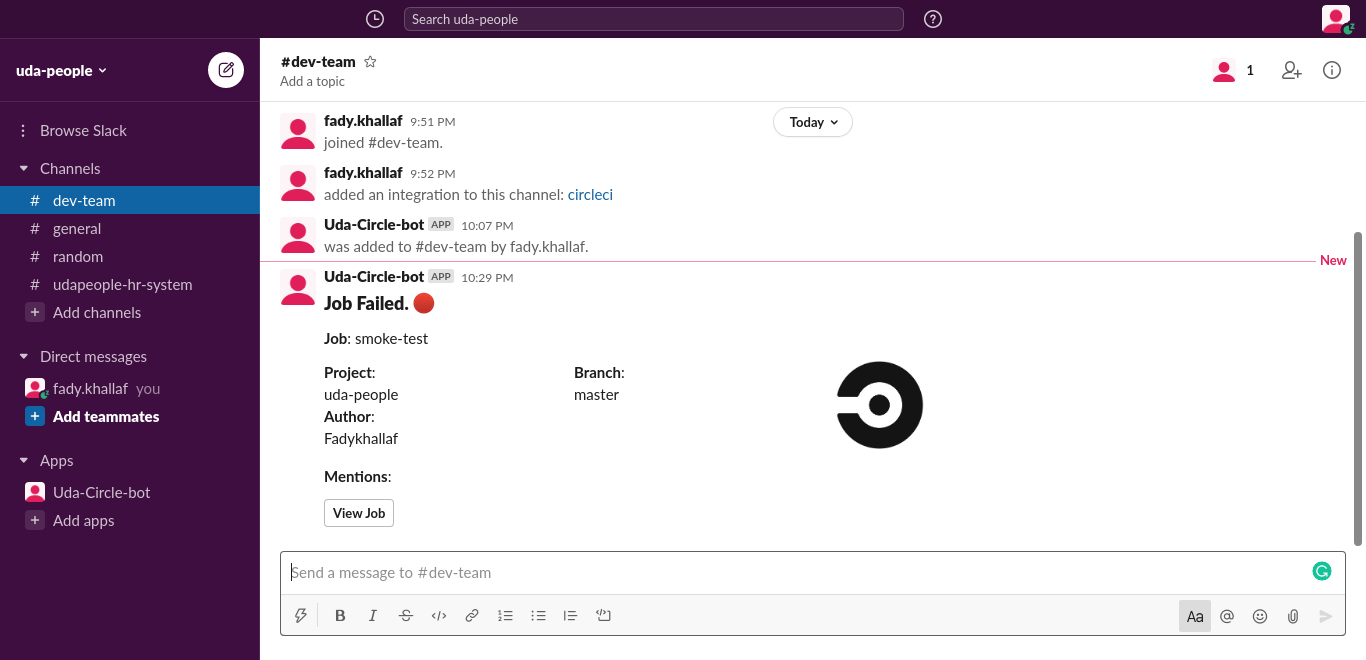 Search uda-people
uda-people
Browse Slack
Channels
# dev-team
# general
# random
# udapeople-hr-system
+ Add channels
Direct messages
fady.khallaf you
+ Add teammates
Apps
Uda-Circle-bot
+ Add apps
#dev-team
Add a topic
1
Today
fady.khallaf 9:51 PM
joined #dev-team.
fady.khallaf 9:52 PM
added an integration to this channel: circleci
Uda-Circle-bot APP 10:07 PM
was added to #dev-team by fady.khallaf.
New
Uda-Circle-bot APP 10:29 PM
Job Failed.
Job: smoke-test
Project: Branch:
uda-people master
Author:
Fadykhallaf
Mentions:
View Job
Send a message to #dev-team
B I S </> Aa @